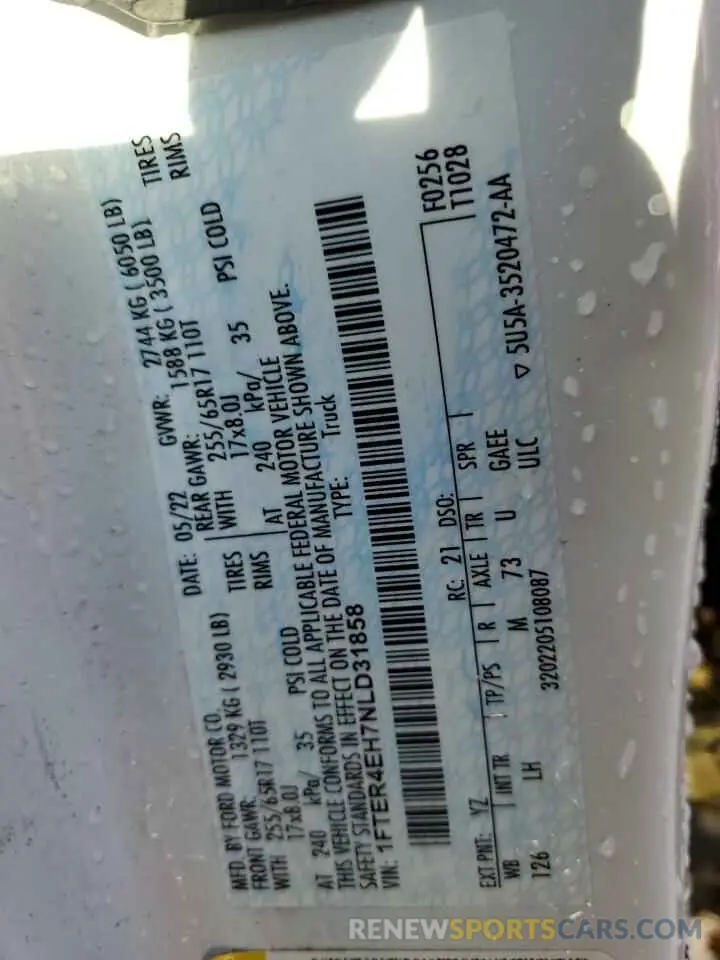 MFD. BY FORD MOTOR CO.
DATE: 05/22 GVWR: 2744 KG ( 6050 LB)
FRONT GAWR: 1329 KG ( 2930 LB) REAR GAWR: 1588 KG ( 3500 LB)
WITH 255/65R17 110T TIRES WITH 255/65R17 110T TIRES
17x8.0J RIMS 17x8.0J RIMS
AT 240 kPa/ 35 PSI COLD AT 240 kPa/ 35 PSI COLD
THIS VEHICLE CONFORMS TO ALL APPLICABLE FEDERAL MOTOR VEHICLE
SAFETY STANDARDS IN EFFECT ON THE DATE OF MANUFACTURE SHOWN ABOVE.
VIN: 1FTER4EH7NLD31858 TYPE: Truck
F0256
T1028
EXT PNT: YZ RC: 21 DSO:
WB INT TR TP/PS R AXLE TR SPR
126 LH M 73 U GAEE
ULC
3202205108087
▽ 5U5A-3520472-AA
RENEWSPORTSCARS.COM